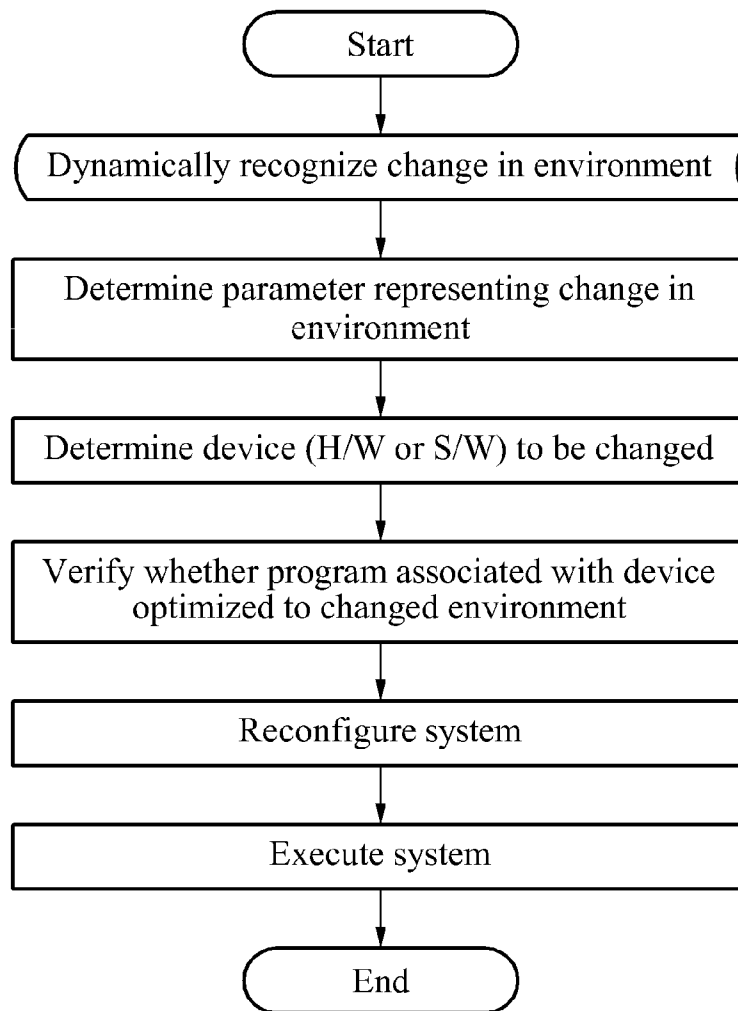 Start
Dynamically recognize change in environment
Determine parameter representing change in
environment
Determine device (H/W or S/W) to be changed
Verify whether program associated with device
optimized to changed environment
Reconfigure system
Execute system
End